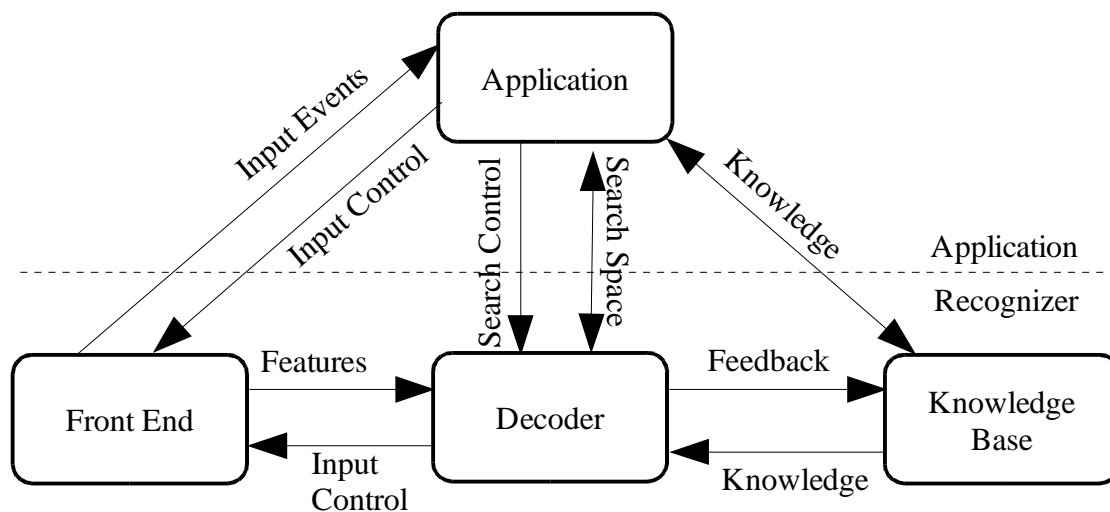 Application
Input Events
Input Control
Search Control
Search Space
Knowledge
Application
Recognizer
Front End
Features
Input
Control
Decoder
Feedback
Knowledge
Knowledge
Base